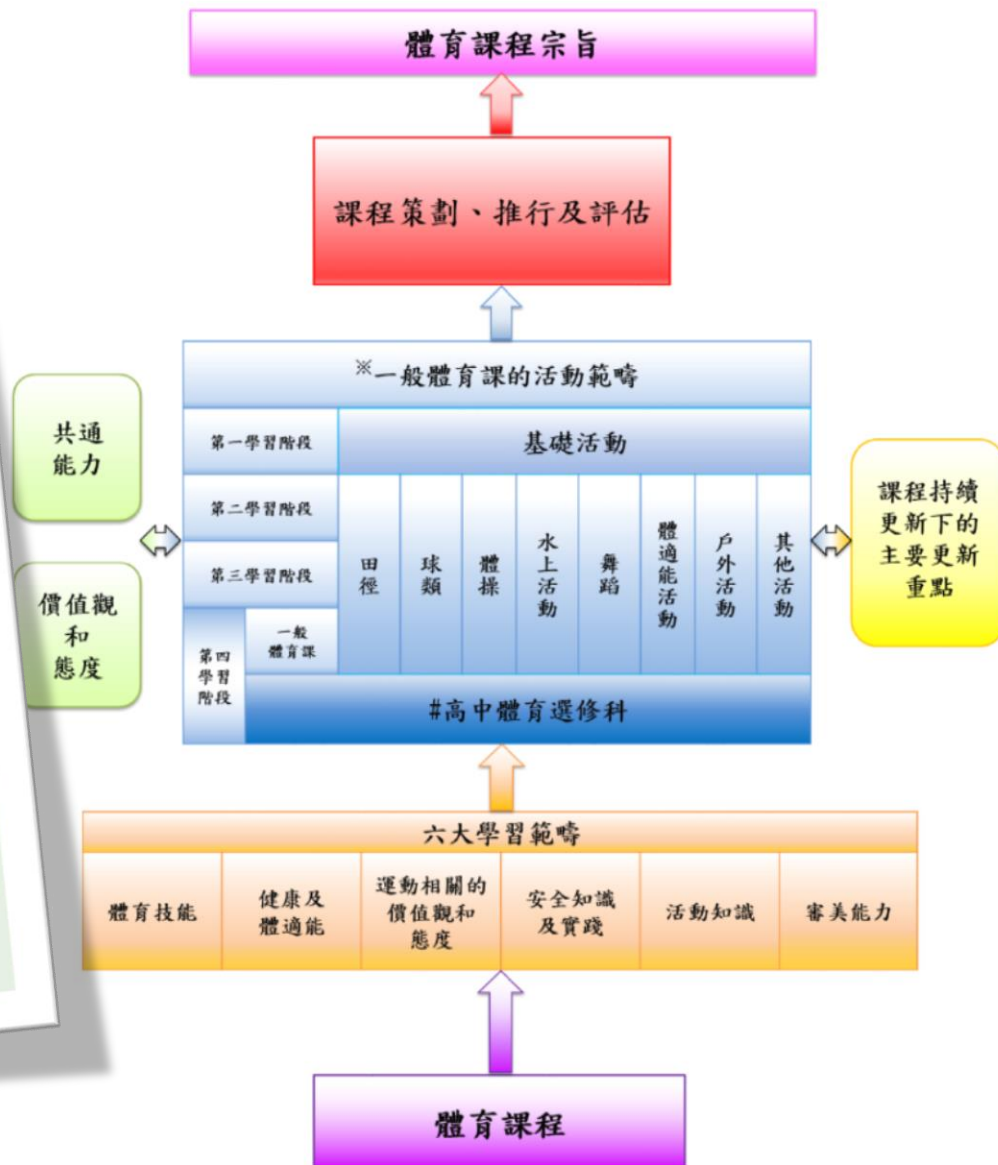 體育課程宗旨
課程策劃、推行及評估
※一般體育課的活動範疇
共通
能力
價值觀
和
態度
第一學習階段
基礎活動
第二學習階段
第三學習階段
第四
學習
階段
一般
體育課
田徑
球類
體操
水上活動
舞蹈
體適能活動
戶外活動
其他活動
#高中體育選修科
課程持續
更新下的
主要更新
重點
六大學習範疇
體育技能
健康及
體適能
運動相關的
價值觀和
態度
安全知識
及實踐
活動知識
審美能力
體育課程